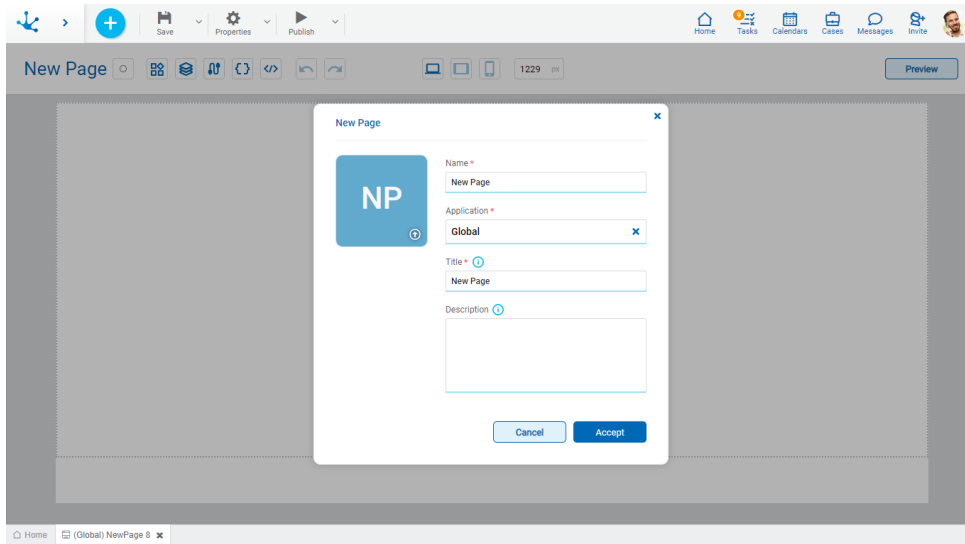 Save
Properties
Publish
Home
9
Tasks
Calendars
Cases
Messages
Invite
New Page
1229 px
Preview
New Page
NP
Name *
New Page
Application *
Global
Title *
New Page
Description
Cancel
Accept
Home
(Global) NewPage 8